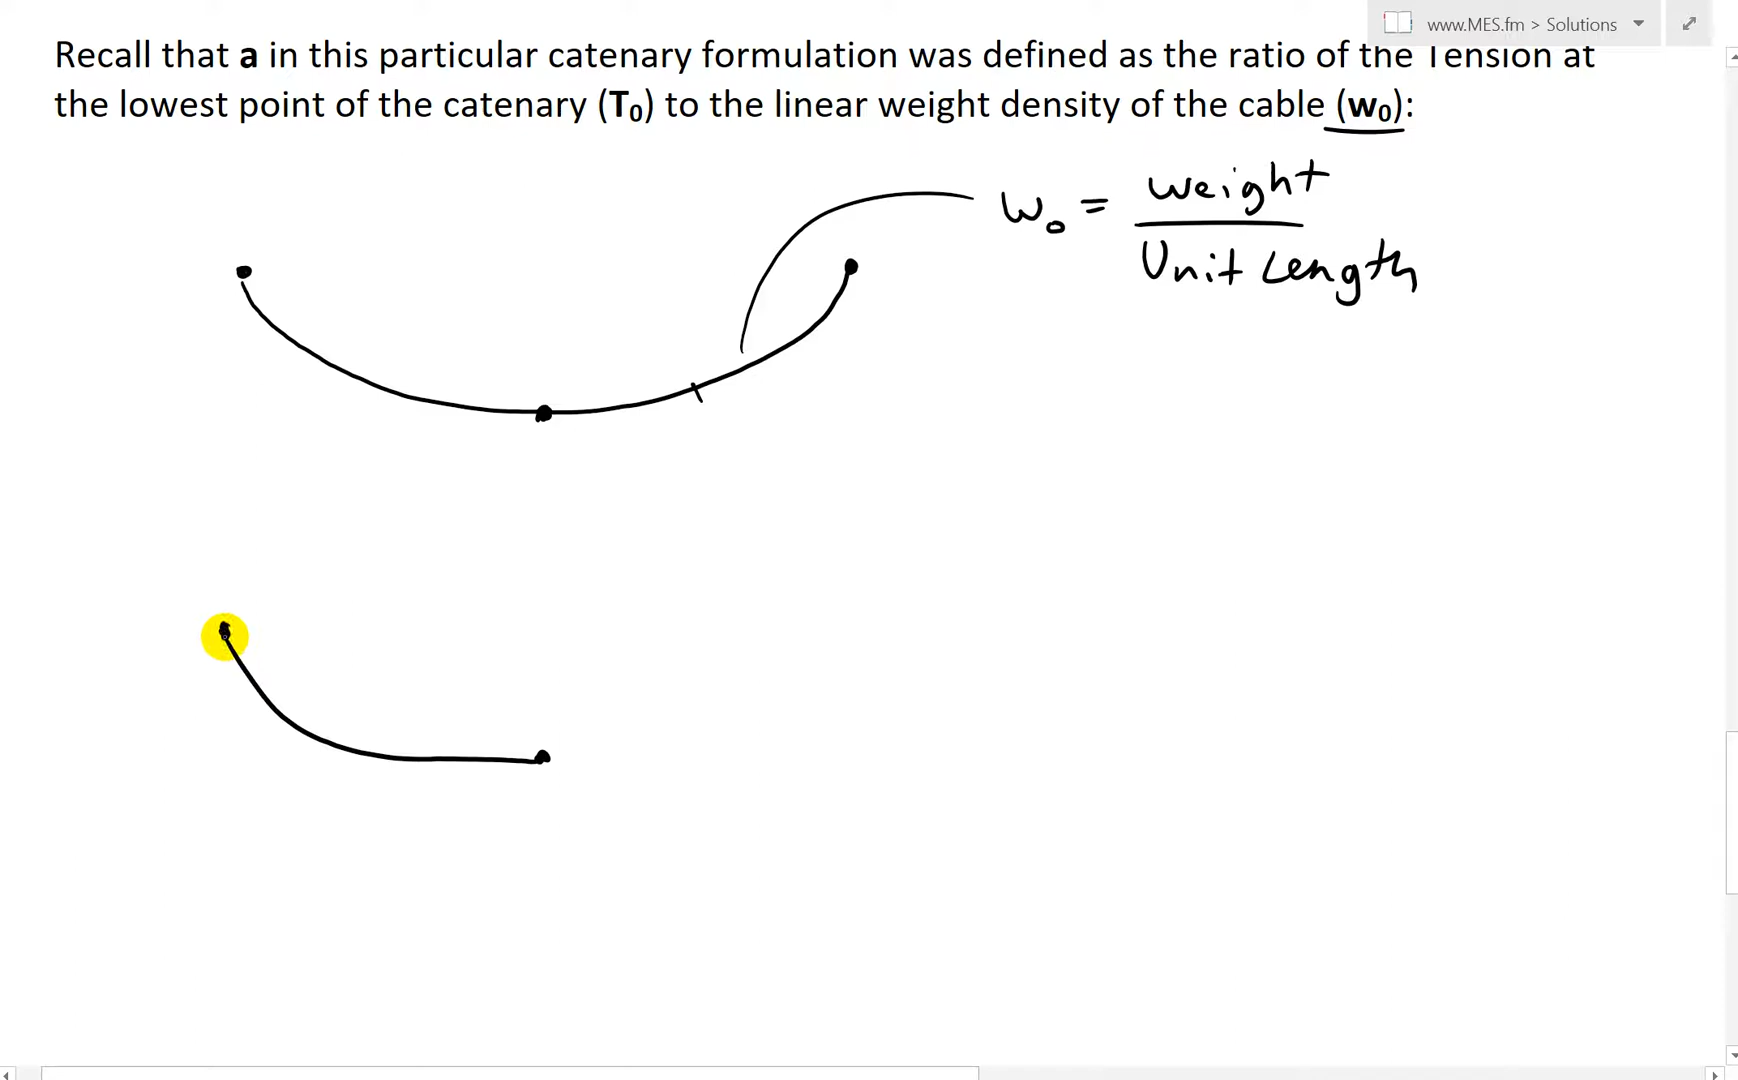 www.MES.fm > Solutions
Recall that a in this particular catenary formulation was defined as the ratio of the Tension at
the lowest point of the catenary (T₀) to the linear weight density of the cable (w₀):
w₀ = weight
Unit Length